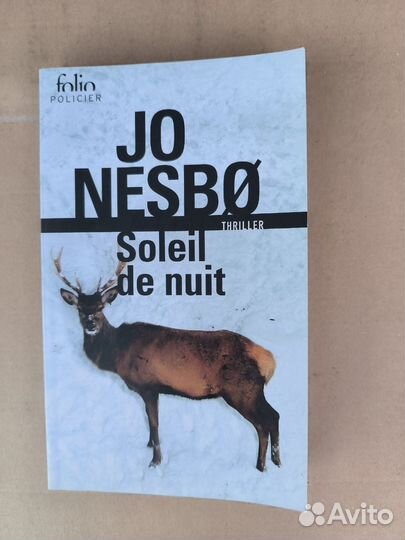 folio
POLICIER
JO
NESBØ
THRILLER
Soleil
de nuit
Avito